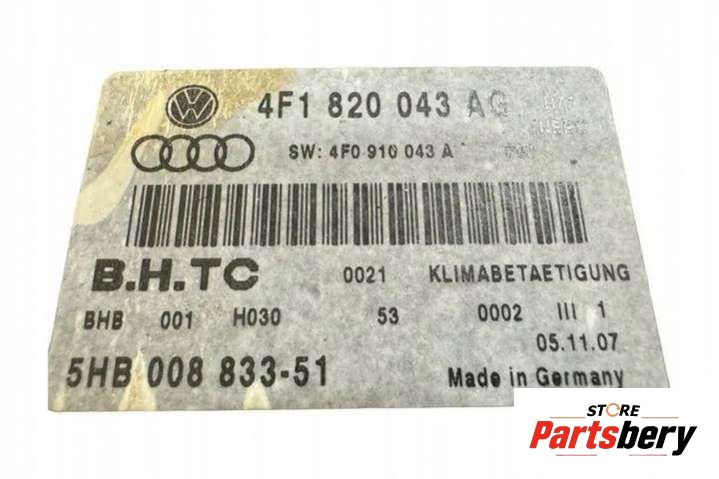 4F1 820 043 AG
SW: 4F0 910 043 A
B.H.TC 0021 KLIMABETAETIGUNG
BHB 001 H030 53 0002 III 1
05.11.07
5HB 008 833-51 Made in Germany
STORE
Partsbery